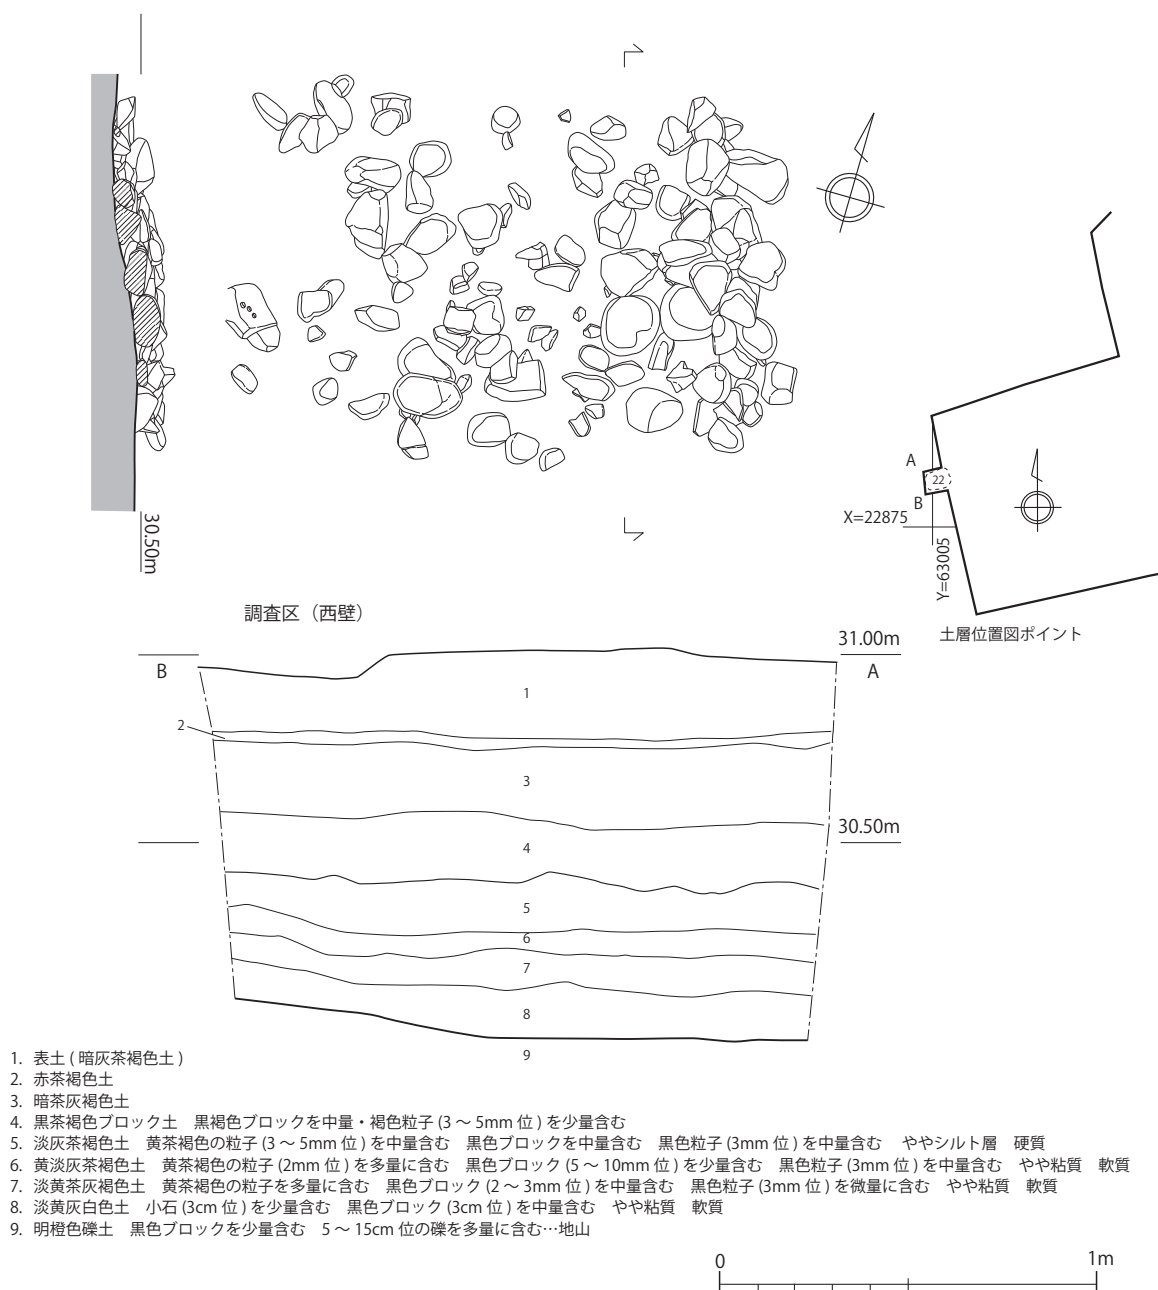 30.50m
A
22
B
X=22875
Y=63005
土層位置図ポイント
調査区（西壁）
31.00m
B
A
1
2
3
30.50m
4
5
6
7
8
9
1. 表土 ( 暗灰茶褐色土 )
2. 赤茶褐色土
3. 暗茶灰褐色土
4. 黒茶褐色ブロック土　黒褐色ブロックを中量・褐色粒子 (3 ～ 5mm 位 ) を少量含む
5. 淡灰茶褐色土　黄茶褐色の粒子 (3 ～ 5mm 位 ) を中量含む　黒色ブロックを中量含む　黒色粒子 (3mm 位 ) を中量含む　ややシルト層　硬質
6. 黄淡灰茶褐色土　黄茶褐色の粒子 (2mm 位 ) を多量に含む　黒色ブロック (5 ～ 10mm 位 ) を少量含む　黒色粒子 (3mm 位 ) を中量含む　やや粘質　軟質
7. 淡黄茶灰褐色土　黄茶褐色の粒子を多量に含む　黒色ブロック (2 ～ 3mm 位 ) を中量含む　黒色粒子 (3mm 位 ) を微量に含む　やや粘質　軟質
8. 淡黄灰白色土　小石 (3cm 位 ) を少量含む　黒色ブロック (3cm 位 ) を中量含む　やや粘質　軟質
9. 明橙色礫土　黒色ブロックを少量含む　5 ～ 15cm 位の礫を多量に含む…地山
0 1m